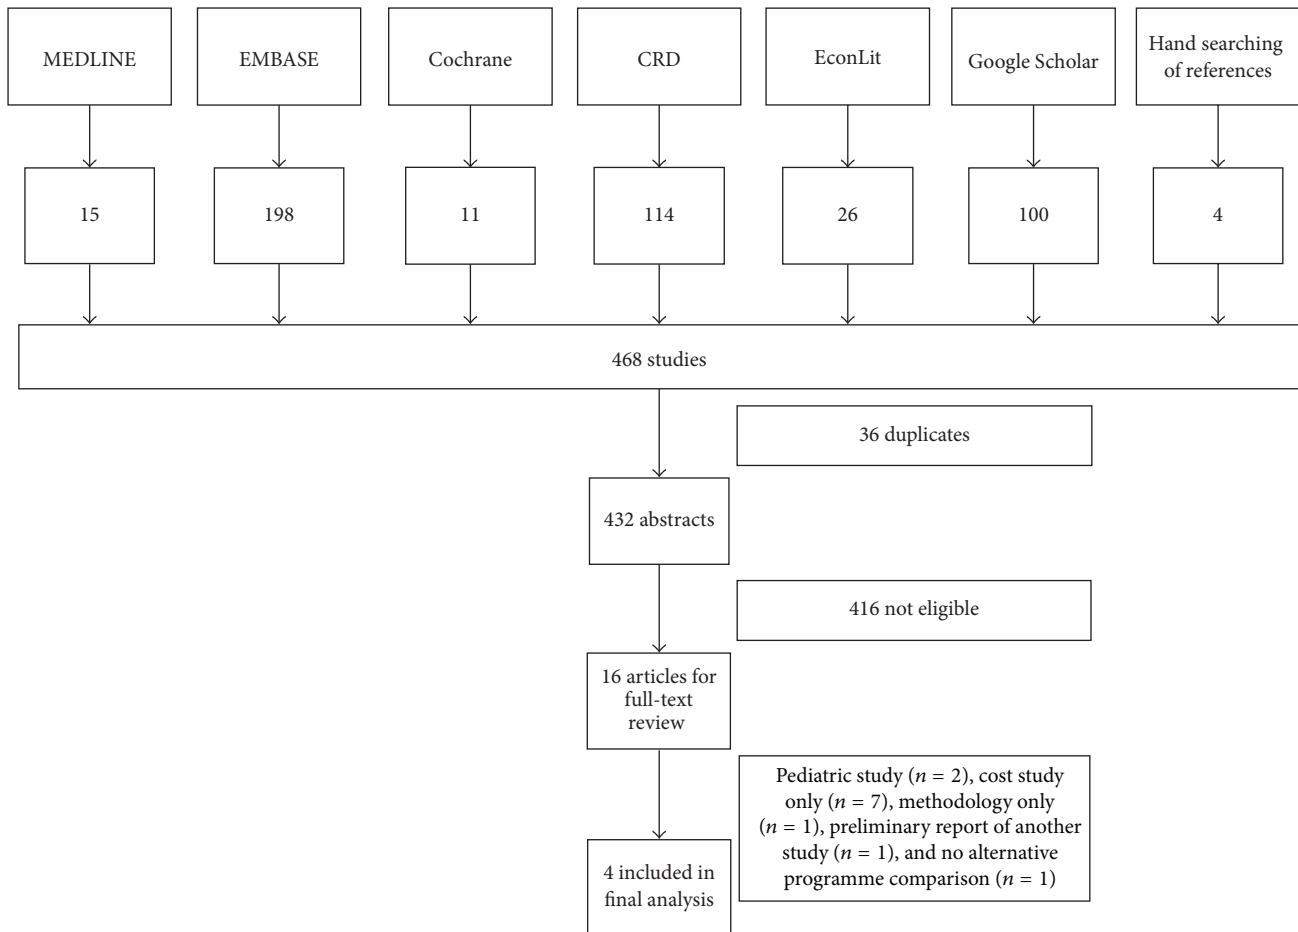 MEDLINE
EMBASE
Cochrane
CRD
EconLit
Google Scholar
Hand searching
of references
15
198
11
114
26
100
4
468 studies
36 duplicates
432 abstracts
416 not eligible
16 articles for
full-text
review
Pediatric study (n = 2), cost study
only (n = 7), methodology only
(n = 1), preliminary report of another
study (n = 1), and no alternative
programme comparison (n = 1)
4 included in
final analysis